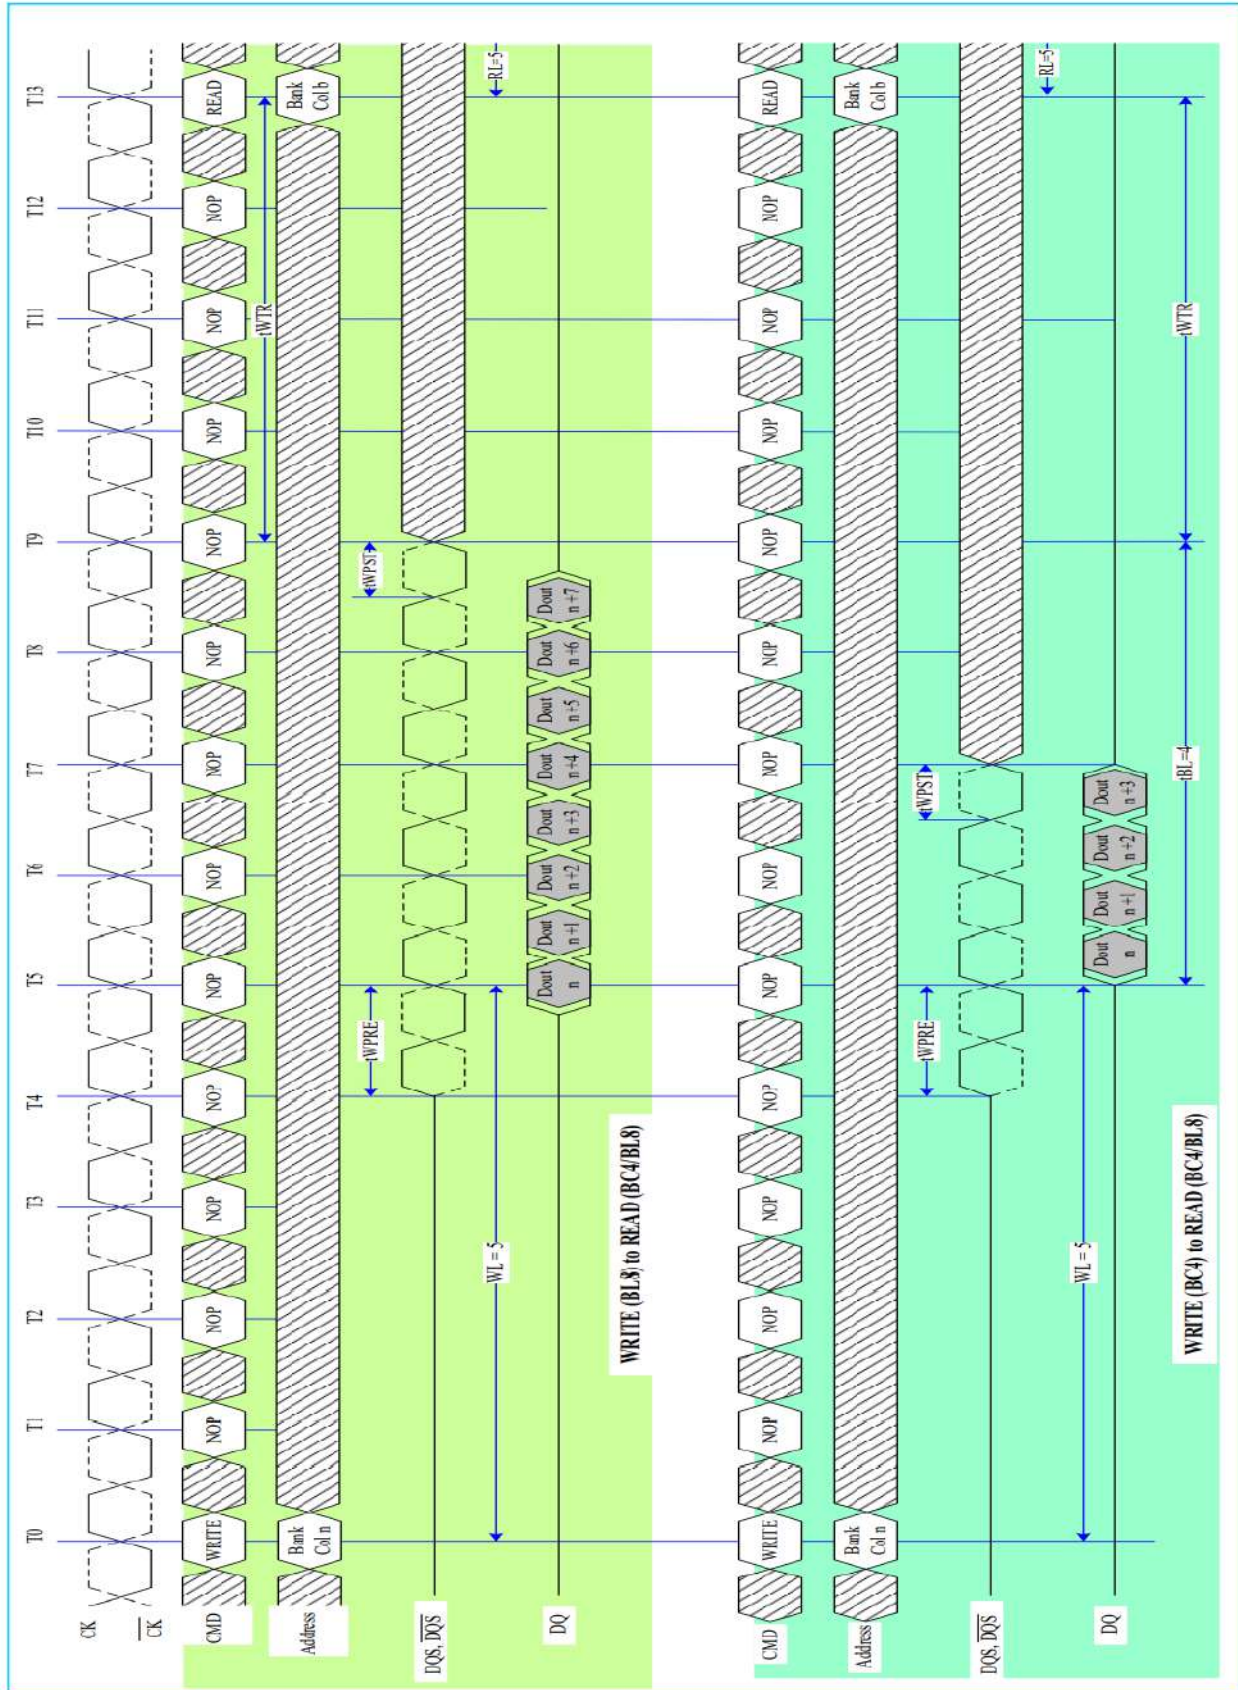 T0 T1 T2 T3 T4 T5 T6 T7 T8 T9 T10 T11 T12 T13
CK
CK
CMD WRITE NOP NOP NOP NO? NOP NOP NOP NOP NOP NOP NOP NOP READ
tWTR
Address Bank Col n Bank Col b
tWPRE tWPST
DQS, DQS
WL = 5 RL=5
DQ Dout n Dout n+1 Dout n+2 Dout n+3 Dout n+4 Dout n+5 Dout n+6 Dout n+7
WRITE (BL8) to READ (BC4/BL8)
CMD WRITE NOP NOP NOP NO? NOP NOP NOP NOP NOP NOP NOP NOP READ
Address Bank Col n Bank Col b
tWPRE tWPST
DQS, DQS
WL = 5 RL=5
DQ Dout n Dout n+1 Dout n+2 Dout n+3
tBL=4 tWTR
WRITE (BC4) to READ (BC4/BL8)